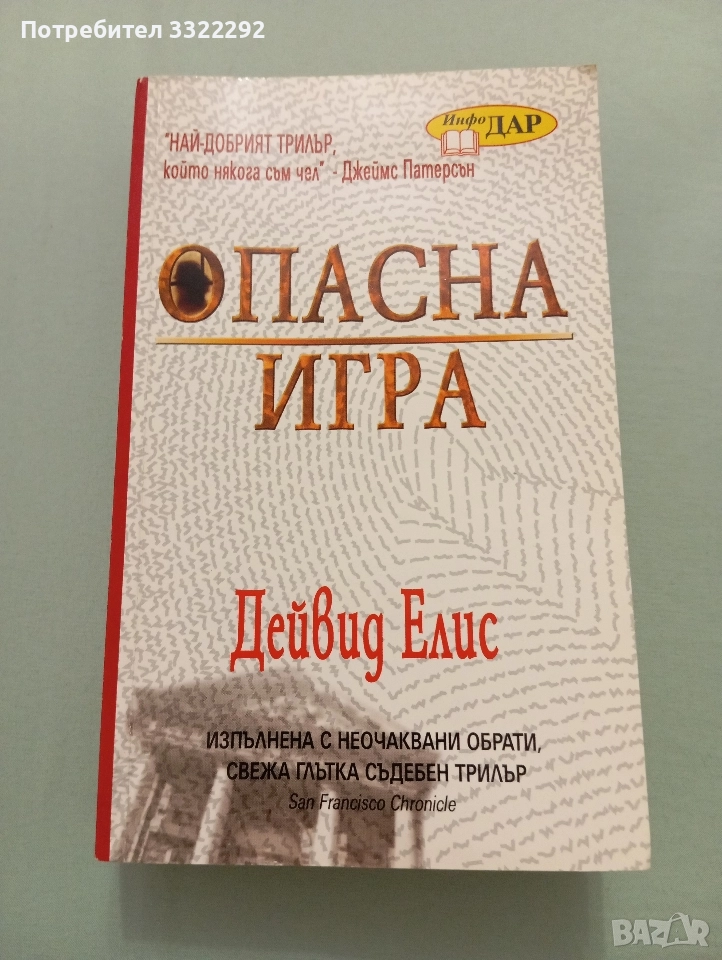 Потребител 3322292
Инфо ДАР
"НАЙ-ДОБРИЯТ ТРИЛЪР,
който някога съм чел" - Джеймс Патерсън
ОПАСНА
ИГРА
Дейвид Елис
ИЗПЪЛНЕНА С НЕОЧАКВАНИ ОБРАТИ,
СВЕЖА ГЛЪТКА СЪДЕБЕН ТРИЛЪР
San Francisco Chronicle
BAZAR